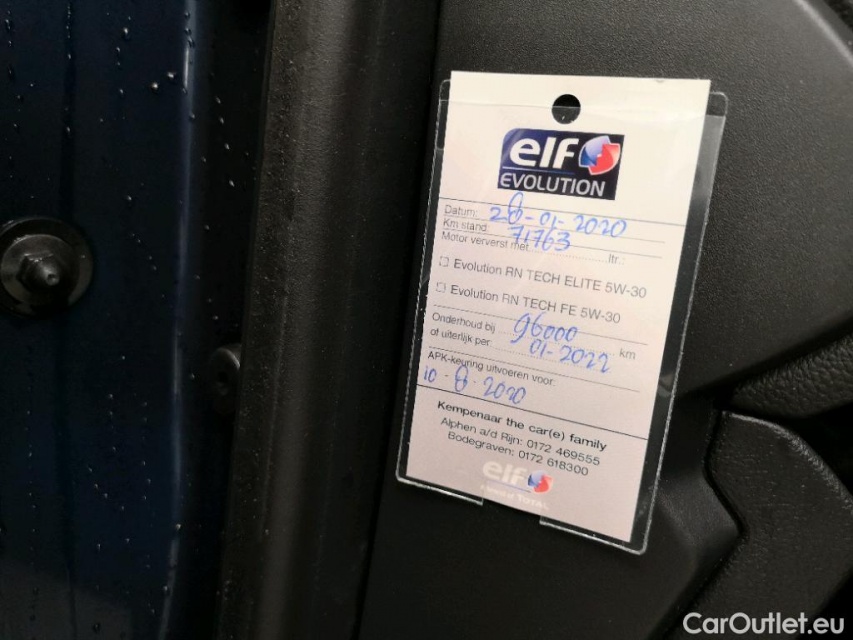 elf
EVOLUTION
Datum: 28-01-2020
Km stand: 71763
Motor ververst met: ltr.:
Evolution RN TECH ELITE 5W-30
Evolution RN TECH FE 5W-30
Onderhoud bij 96000 km
of uiterlijk per: 01-2022
APK-keuring uitvoeren voor:
10-8-2020
Kempenaar the car(e) family
Alphen a/d Rijn: 0172 469555
Bodegraven: 0172 618300
elf
TOTAL
CarOutlet.eu